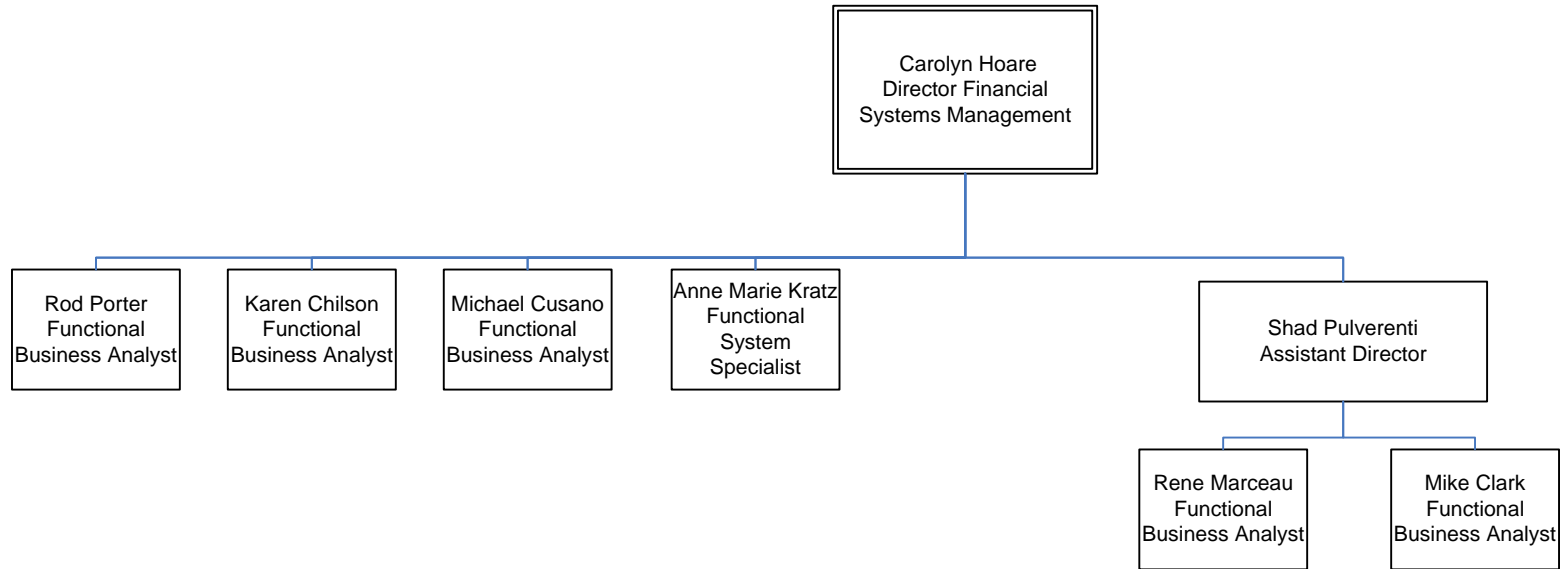 Carolyn Hoare
Director Financial
Systems Management
Rod Porter
Functional
Business Analyst
Karen Chilson
Functional
Business Analyst
Michael Cusano
Functional
Business Analyst
Anne Marie Kratz
Functional
System
Specialist
Shad Pulverenti
Assistant Director
Rene Marceau
Functional
Business Analyst
Mike Clark
Functional
Business Analyst